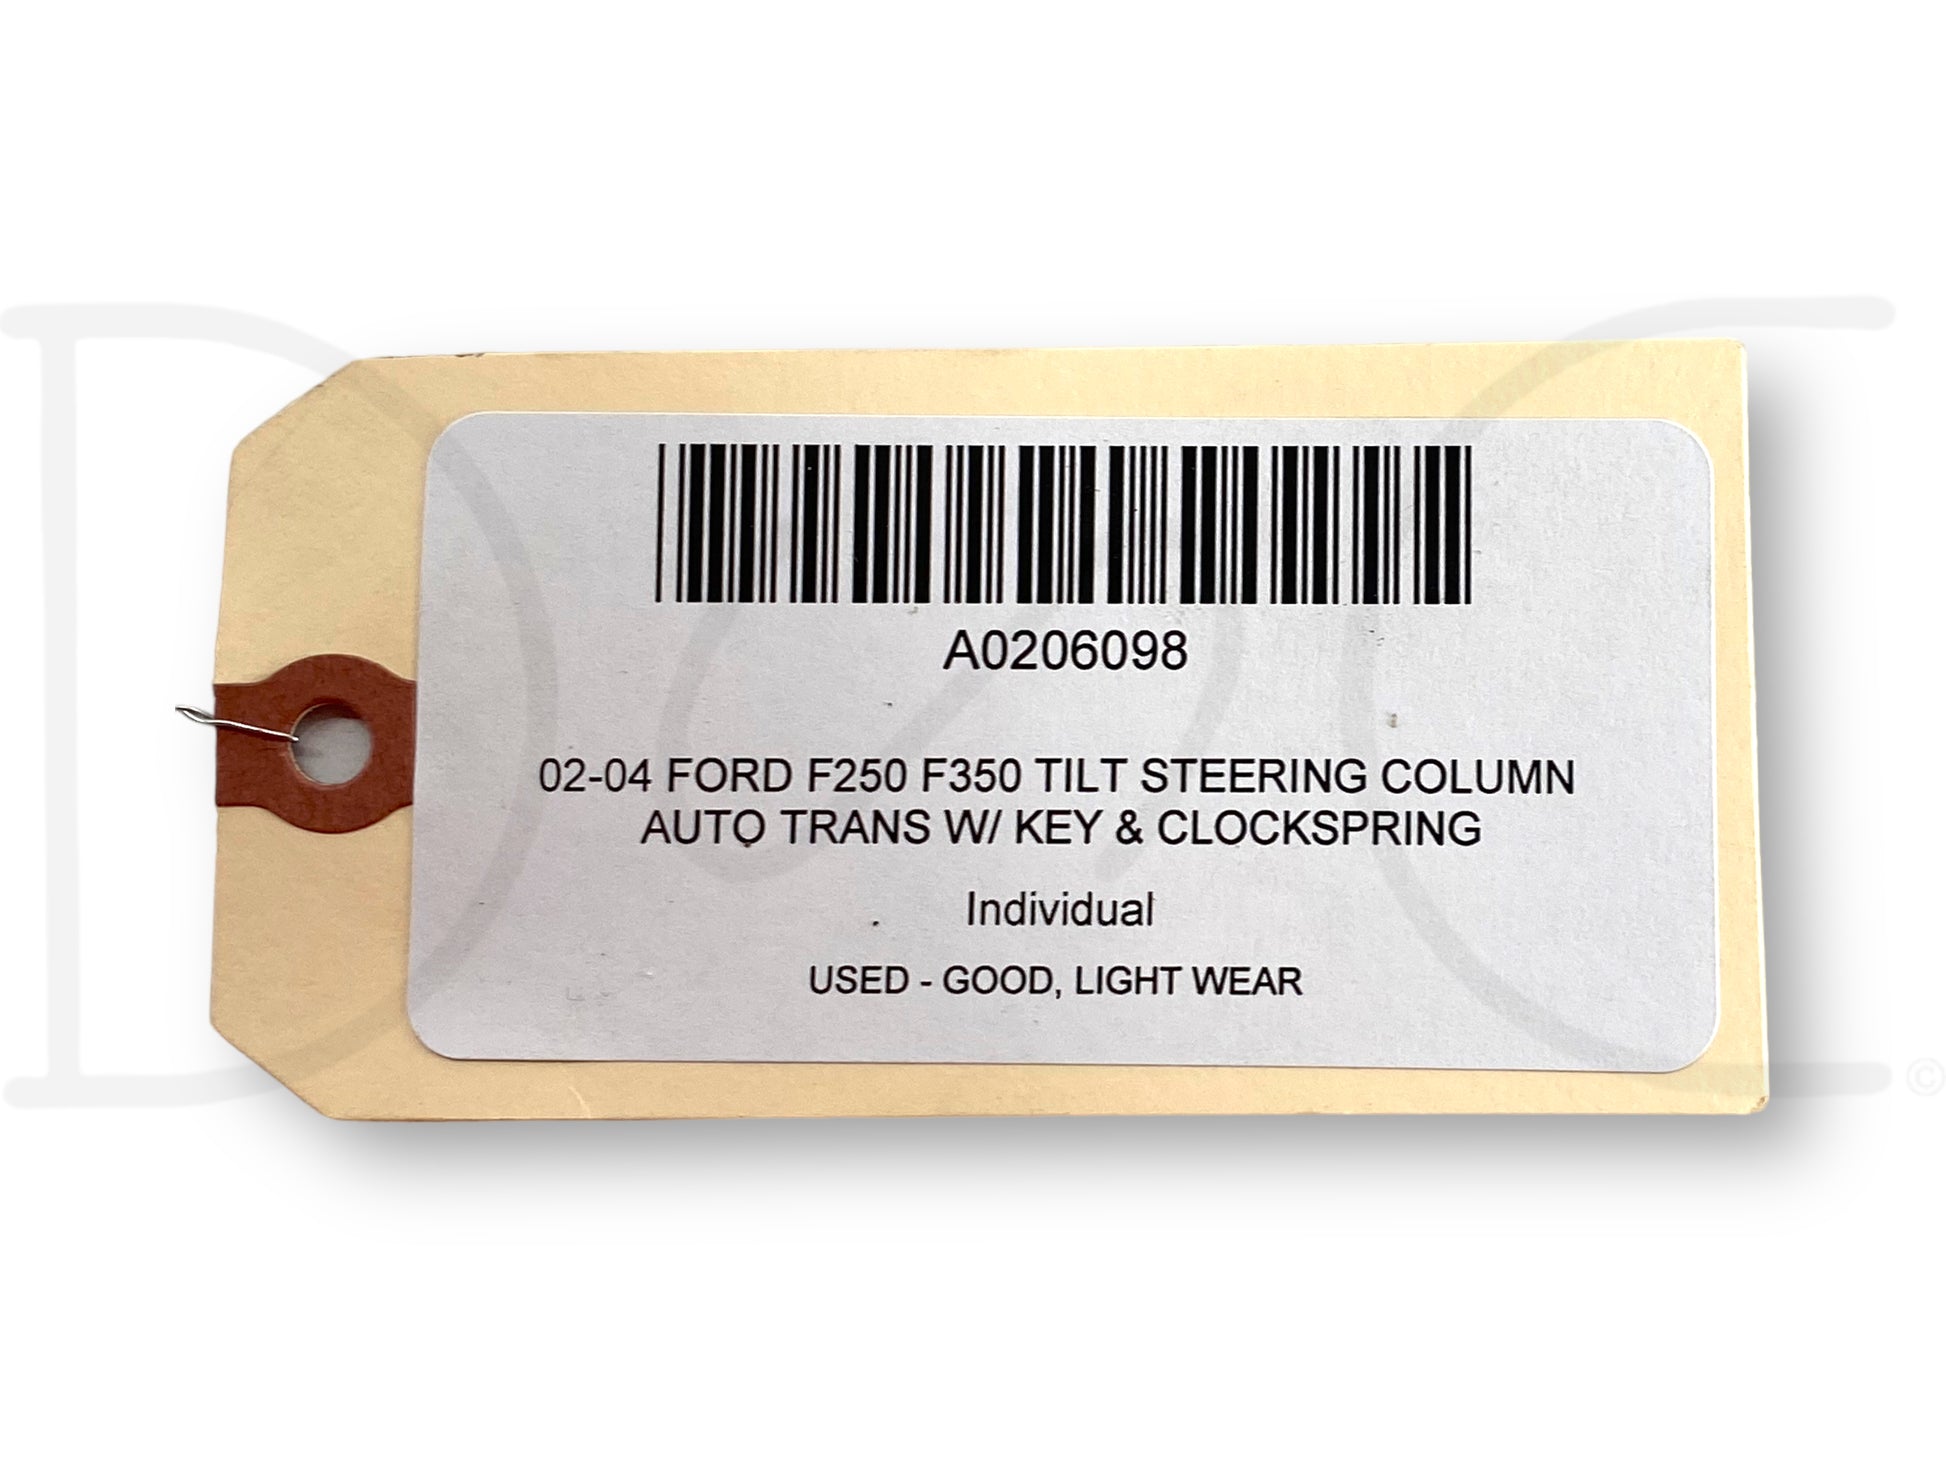 A0206098
02-04 FORD F250 F350 TILT STEERING COLUMN
AUTO TRANS W/ KEY & CLOCKSPRING
Individual
USED - GOOD, LIGHT WEAR
©